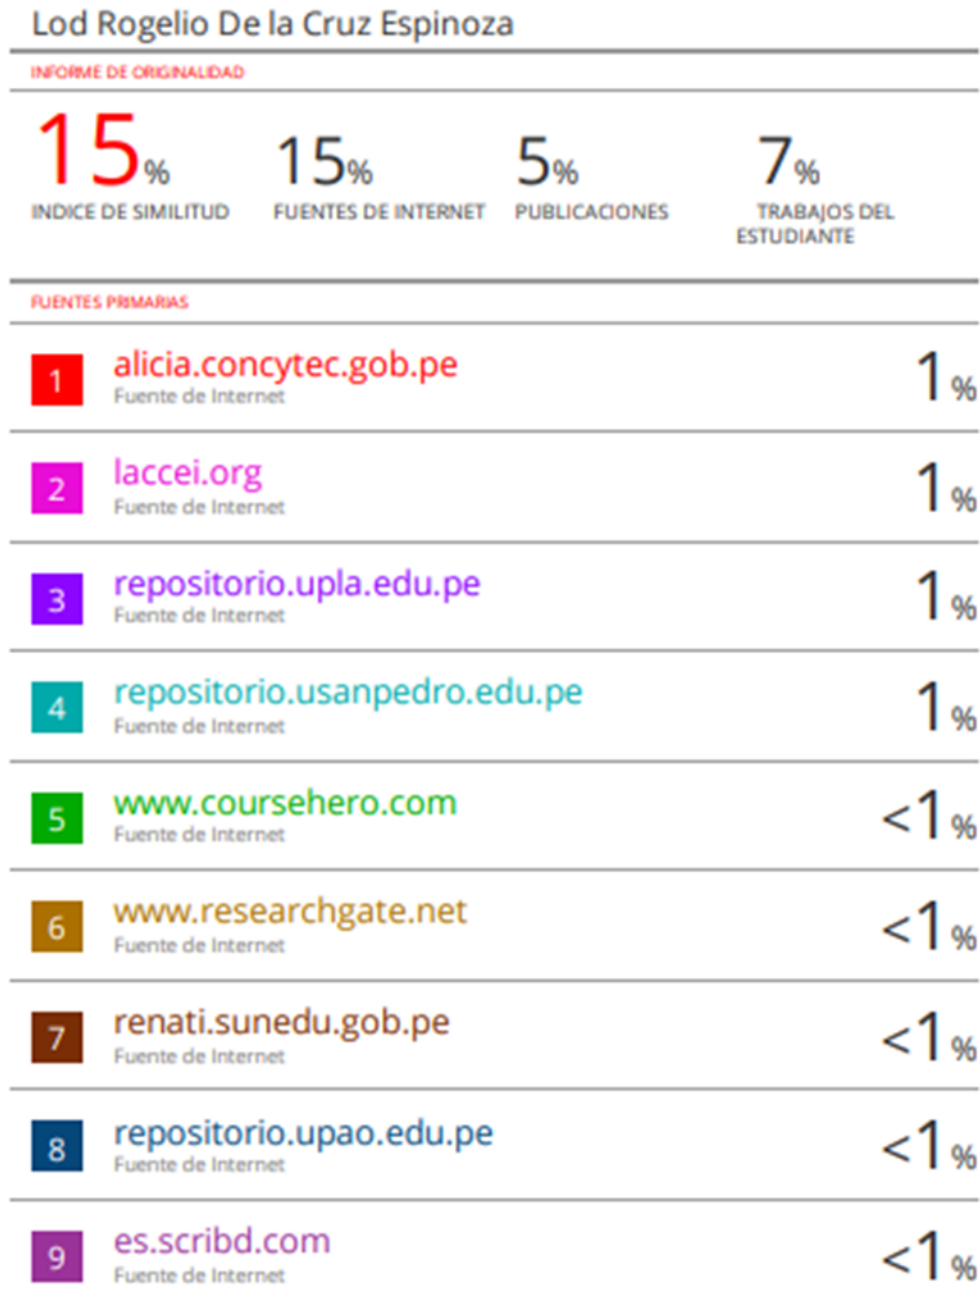 Lod Rogelio De la Cruz Espinoza
INFORME DE ORIGINALIDAD
15% 15% 5% 7%
INDICE DE SIMILITUD FUENTES DE INTERNET PUBLICACIONES TRABAJOS DEL
ESTUDIANTE
FUENTES PRIMARIAS
1 alicia.concytec.gob.pe 1%
Fuente de Internet
2 laccei.org 1%
Fuente de Internet
3 repositorio.upla.edu.pe 1%
Fuente de Internet
4 repositorio.usanpedro.edu.pe 1%
Fuente de Internet
5 www.coursehero.com <1%
Fuente de Internet
6 www.researchgate.net <1%
Fuente de Internet
7 renati.sunedu.gob.pe <1%
Fuente de Internet
8 repositorio.upao.edu.pe <1%
Fuente de Internet
9 es.scribd.com <1%
Fuente de Internet